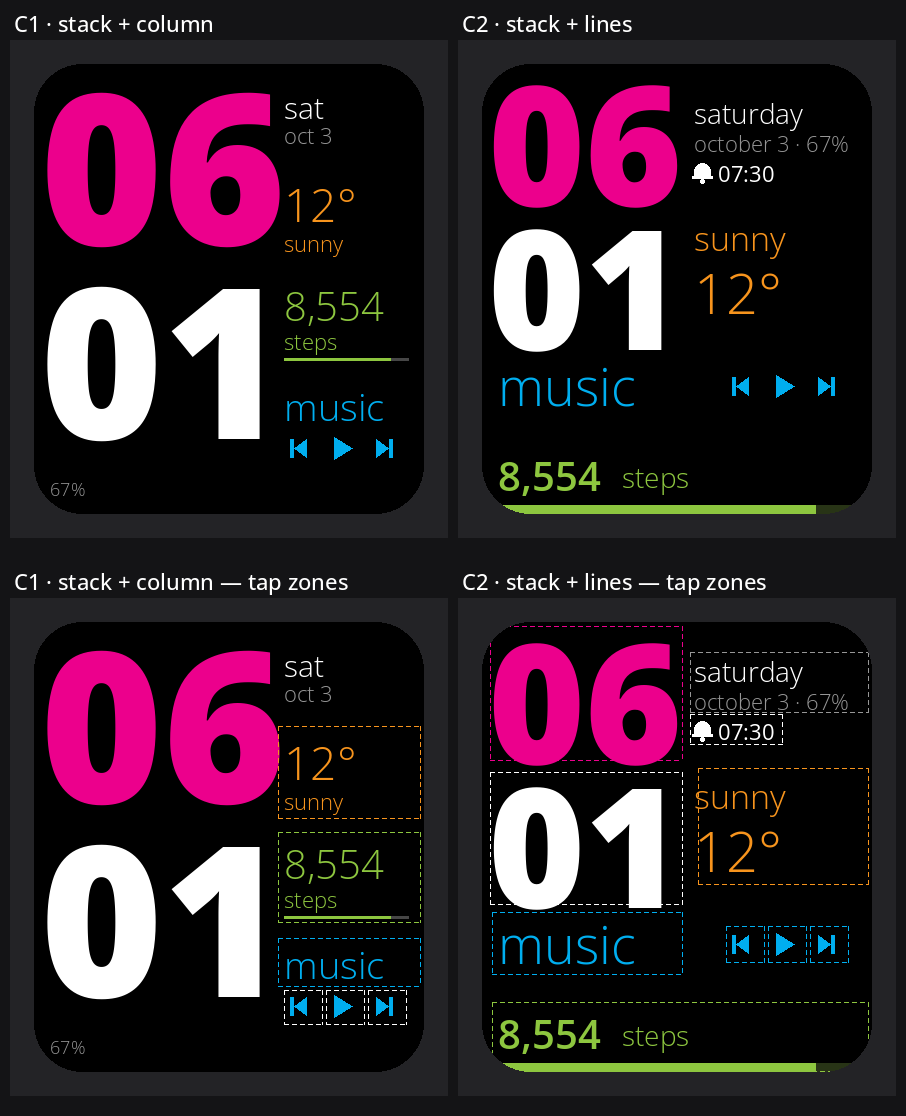 C1 · stack + column
06
01
sat
oct 3
12°
sunny
8,554
steps
music
67%
C2 · stack + lines
06
01
saturday
october 3 · 67%
07:30
sunny
12°
music
8,554 steps
C1 · stack + column — tap zones
06
01
sat
oct 3
12°
sunny
8,554
steps
music
67%
C2 · stack + lines — tap zones
06
01
saturday
october 3 · 67%
07:30
sunny
12°
music
8,554 steps